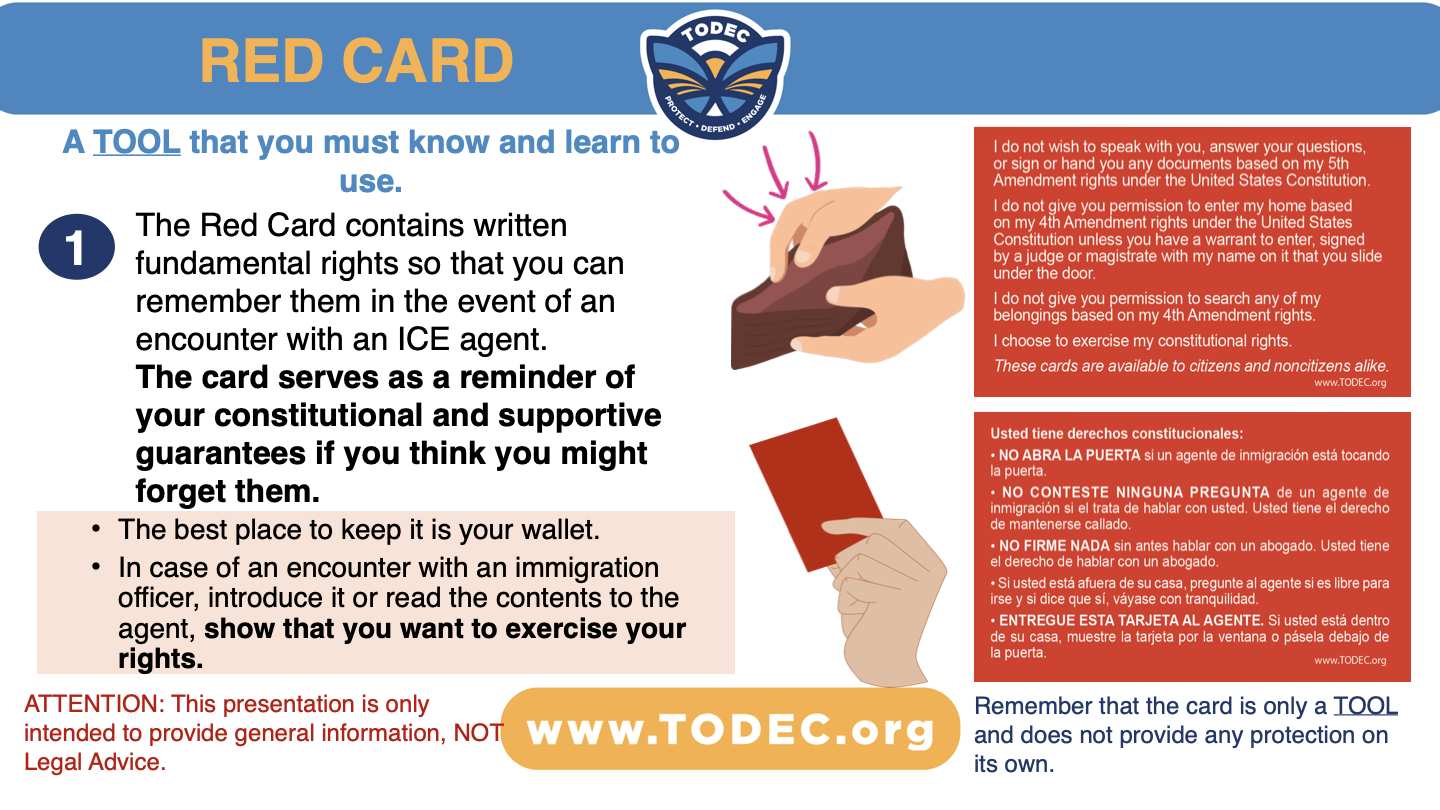 RED CARD
TODEC
PROTECT • DEFEND • ENGAGE
A TOOL that you must know and learn to
use.
1
The Red Card contains written
fundamental rights so that you can
remember them in the event of an
encounter with an ICE agent.
The card serves as a reminder of
your constitutional and supportive
guarantees if you think you might
forget them.
• The best place to keep it is your wallet.
• In case of an encounter with an immigration
officer, introduce it or read the contents to the
agent, show that you want to exercise your
rights.
ATTENTION: This presentation is only
intended to provide general information, NOT
Legal Advice.
www.TODEC.org
I do not wish to speak with you, answer your questions,
or sign or hand you any documents based on my 5th
Amendment rights under the United States Constitution.
I do not give you permission to enter my home based
on my 4th Amendment rights under the United States
Constitution unless you have a warrant to enter, signed
by a judge or magistrate with my name on it that you slide
under the door.
I do not give you permission to search any of my
belongings based on my 4th Amendment rights.
I choose to exercise my constitutional rights.
These cards are available to citizens and noncitizens alike.
www.TODEC.org
Usted tiene derechos constitucionales:
• NO ABRA LA PUERTA si un agente de inmigración está tocando
la puerta.
• NO CONTESTE NINGUNA PREGUNTA de un agente de
inmigración si el trata de hablar con usted. Usted tiene el derecho
de mantenerse callado.
• NO FIRME NADA sin antes hablar con un abogado. Usted tiene
el derecho de hablar con un abogado.
• Si usted está afuera de su casa, pregunte al agente si es libre para
irse y si dice que sí, váyase con tranquilidad.
• ENTREGUE ESTA TARJETA AL AGENTE. Si usted está dentro
de su casa, muestre la tarjeta por la ventana o pásela debajo de
la puerta.
www.TODEC.org
Remember that the card is only a TOOL
and does not provide any protection on
its own.